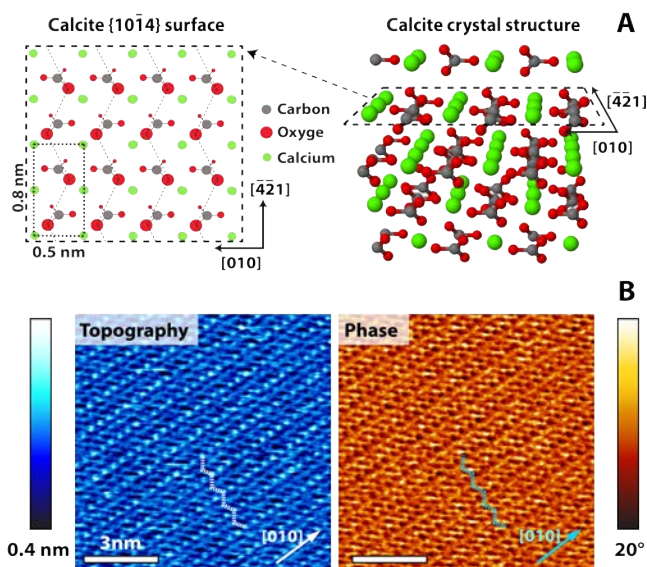 Calcite {101̄4} surface
Calcite crystal structure
A
Carbon
Oxyge
Calcium
0.8 nm
0.5 nm
[4̄2̄1]
[010]
[4̄2̄1]
[010]
B
Topography
Phase
[010]
[010]
3nm
0.4 nm
20°